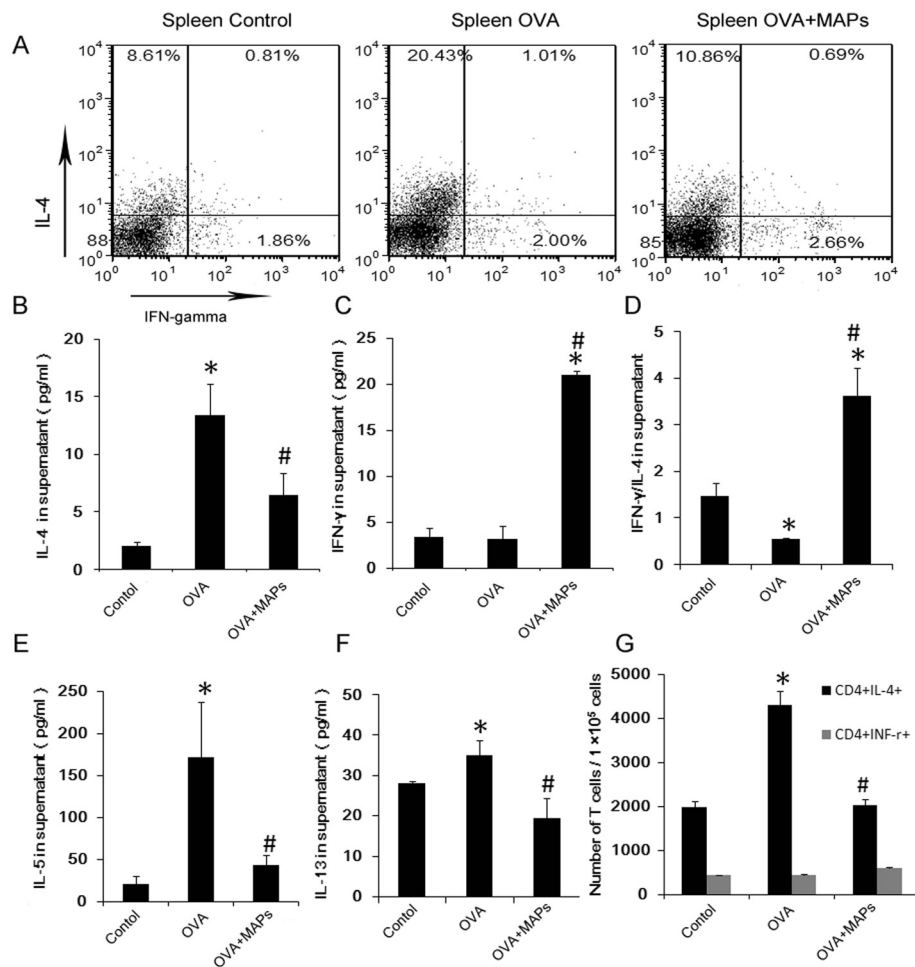 Spleen Control Spleen OVA Spleen OVA+MAPs
A
10⁴ 8.61% 0.81%
10³
10²
10¹
10⁰ 88 1.86%
10⁰ 10¹ 10² 10³ 10⁴
IL-4
IFN-gamma
10⁴ 20.43% 1.01%
10³
10²
10¹
10⁰ 2.00%
10⁰ 10¹ 10² 10³ 10⁴
10⁴ 10.86% 0.69%
10³
10²
10¹
10⁰ 85 2.66%
10⁰ 10¹ 10² 10³ 10⁴
B
IL-4 in supernatant ( pg/ml )
20
15
10
5
0
*
#
Contol OVA OVA+MAPs
C
IFN-γ in supernatant ( pg/ml )
25
20
15
10
5
0
#
*
Contol OVA OVA+MAPs
D
IFN-γ/IL-4 in supernatant
5
4
3
2
1
0
*
#
*
Contol OVA OVA+MAPs
E
IL-5 in supernatant ( pg/ml )
250
200
150
100
50
0
*
#
Contol OVA OVA+MAPs
F
IL-13 in supernatant ( pg/ml )
50
40
30
20
10
0
*
#
Contol OVA OVA+MAPs
G
Number of T cells / 1 ×10⁵ cells
5000
4000
3000
2000
1000
0
*
#
CD4+IL-4+
CD4+INF-r+
Contol OVA OVA+MAPs